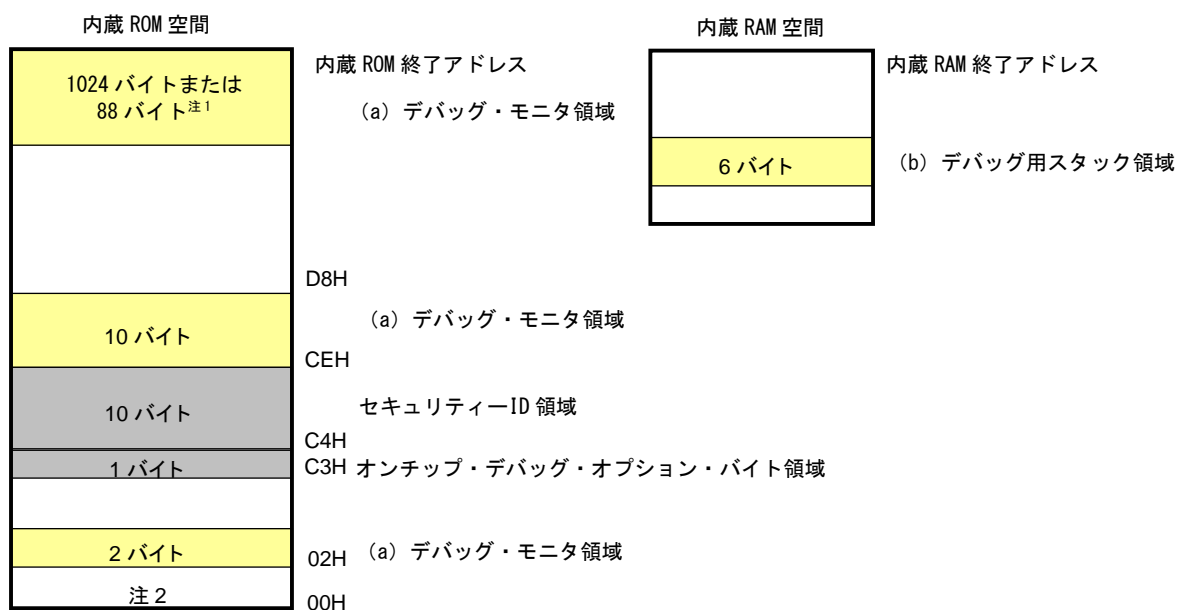 内蔵 ROM 空間
内蔵 ROM 終了アドレス
1024 バイトまたは
88 バイト注1
（a）デバッグ・モニタ領域
D8H
（a）デバッグ・モニタ領域
10 バイト
CEH
10 バイト
セキュリティーID 領域
C4H
1 バイト
C3H オンチップ・デバッグ・オプション・バイト領域
2 バイト
02H （a）デバッグ・モニタ領域
注 2
00H
内蔵 RAM 空間
内蔵 RAM 終了アドレス
6 バイト
（b）デバッグ用スタック領域